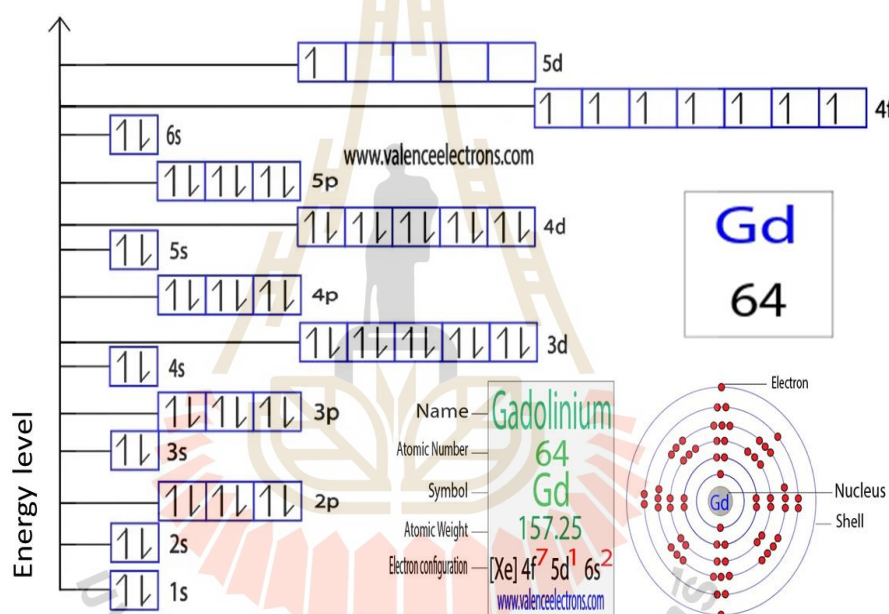 5d
4f
6s
www.valenceelectrons.com
5p
4d
5s
4p
3d
4s
3p
3s
2p
2s
1s
Energy level
Gd
64
Name
Gadolinium
Atomic Number
64
Symbol
Gd
Atomic Weight
157.25
Electron configuration
[Xe] 4f7 5d1 6s2
www.valenceelectrons.com
Electron
Gd
Nucleus
Shell